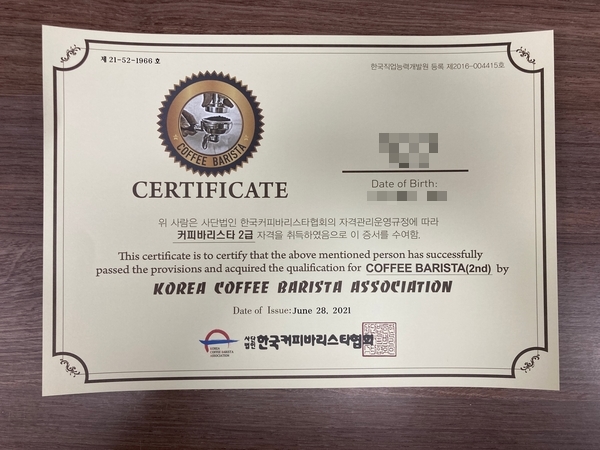 제 21-52-1966 호
한국직업능력개발원 등록 제2016-004415호
COFFEE BARISTA
CERTIFICATE
Date of Birth:
위 사람은 사단법인 한국커피바리스타협회의 자격관리운영규정에 따라
커피바리스타 2급 자격을 취득하였음으로 이 증서를 수여함.
This certificate is to certify that the above mentioned person has successfully
passed the provisions and acquired the qualification for COFFEE BARISTA(2nd) by
KOREA COFFEE BARISTA ASSOCIATION
Date of Issue: June 28, 2021
KOREA COFFEE BARISTA ASSOCIATION
사단법인 한국커피바리스타협회